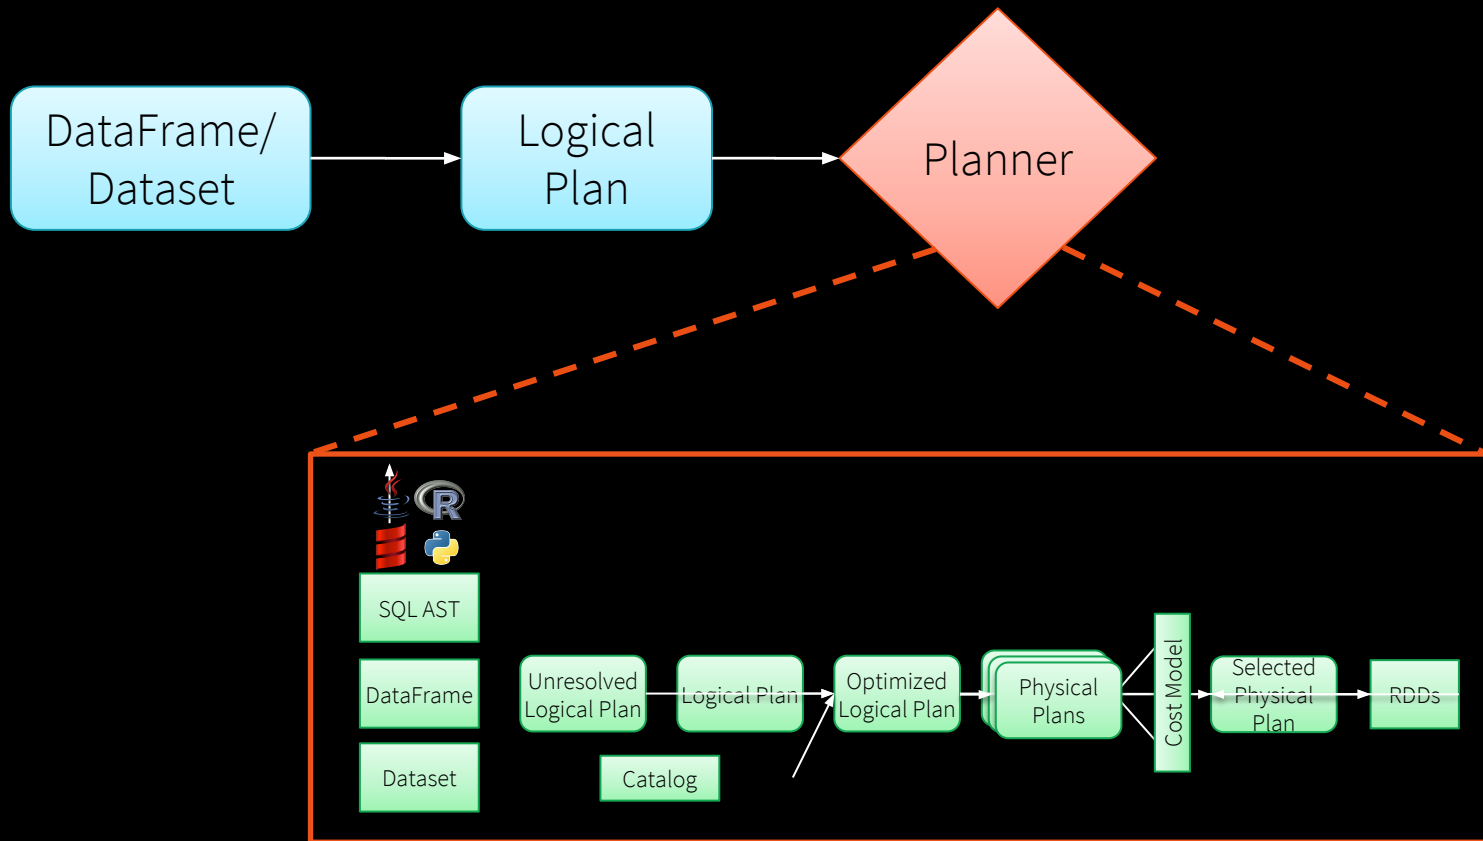 DataFrame/
Dataset
Logical
Plan
Planner
R
SQL AST
DataFrame
Dataset
Unresolved
Logical Plan
Catalog
Logical Plan
Optimized
Logical Plan
Physical
Plans
Cost Model
Selected
Physical
Plan
RDDs